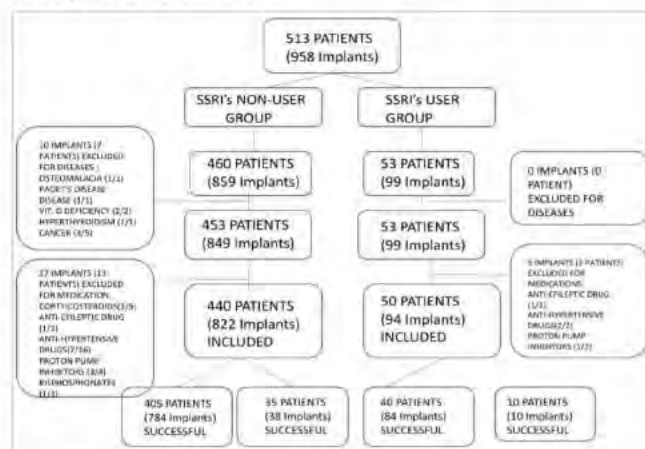 513 PATIENTS
(958 Implants)
SSRI's NON-USER
GROUP
SSRI's USER
GROUP
10 IMPLANTS (7
PATIENTS) EXCLUDED
FOR DISEASES
OSTEOMALACIA (1/1)
PAGET'S DISEASE
DISEASE (1/1)
VIT. D DEFICIENCY (2/2)
HYPERTHYROIDISM (1/1)
CANCER (3/5)
460 PATIENTS
(859 Implants)
53 PATIENTS
(99 Implants)
0 IMPLANTS (0
PATIENT)
EXCLUDED FOR
DISEASES
453 PATIENTS
(849 Implants)
53 PATIENTS
(99 Implants)
27 IMPLANTS (13
PATIENTS) EXCLUDED
FOR MEDICATION
CORTHCOSTEROIDS
ANTI-EPILEPTIC DRUG
ANTI-HYPERTENSIVE
DRUGS(7/16)
PROTON PUMP
INHIBITORS (3/4)
BISPHOSPHONATES
(1/1)
440 PATIENTS
(822 Implants)
INCLUDED
50 PATIENTS
(94 Implants)
INCLUDED
5 IMPLANTS (3 PATIENTS)
EXCLUDED FOR
MEDICATIONS
ANTI-EPILEPTIC DRUG
(1/1)
ANTI-HYPERTENSIVE
DRUGS(2/2)
PROTON PUMP
INHIBITORS (1/2)
405 PATIENTS
(784 Implants)
SUCCESSFUL
35 PATIENTS
(38 Implants)
SUCCESSFUL
40 PATIENTS
(84 Implants)
SUCCESSFUL
10 PATIENTS
(10 Implants)
SUCCESSFUL